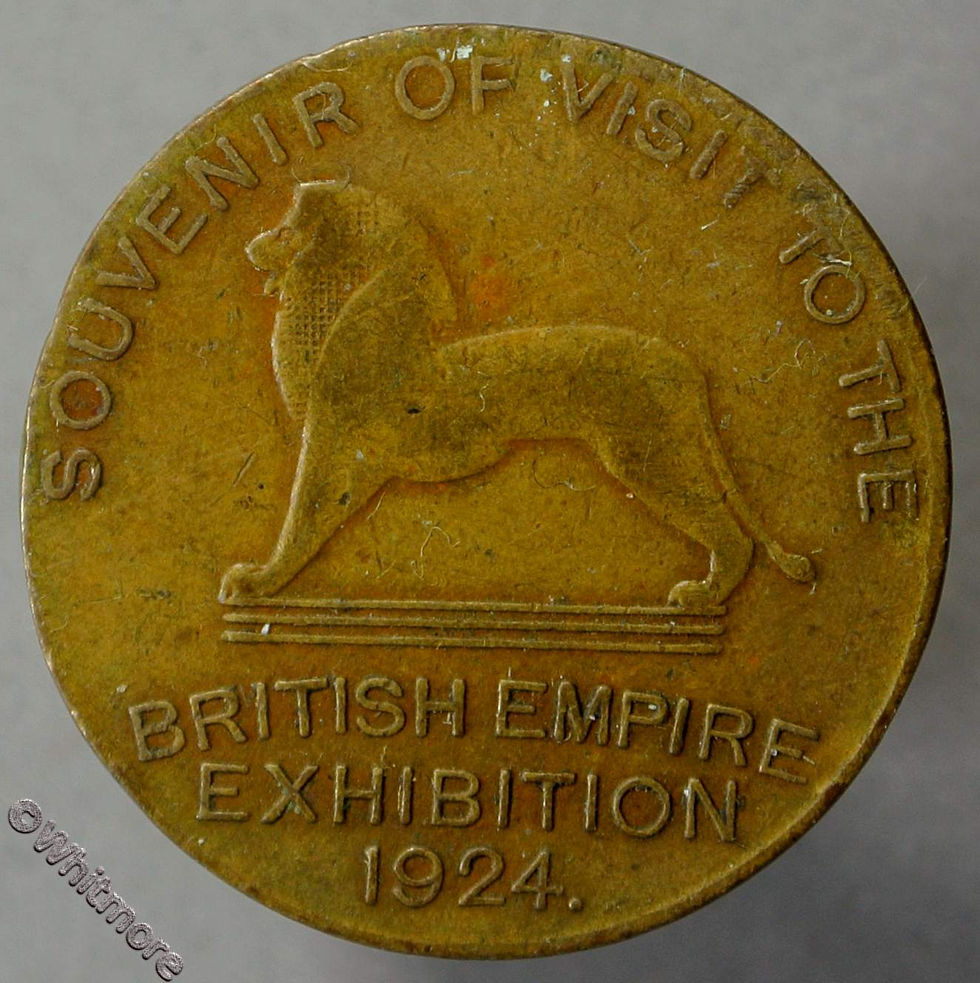 SOUVENIR OF VISIT TO THE
BRITISH EMPIRE
EXHIBITION
1924.
©Whitmore